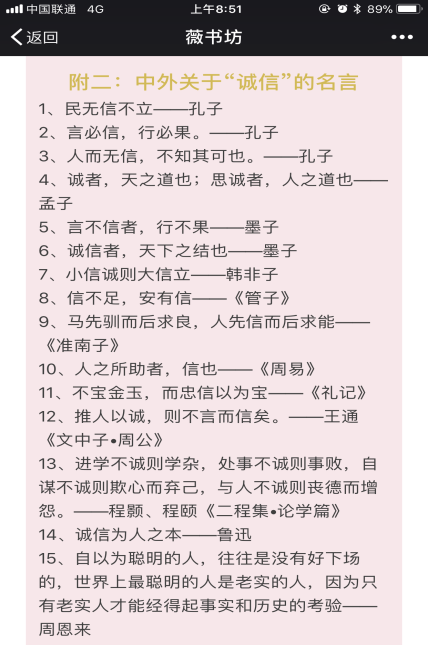 中国联通 4G 上午8:51 89%
返回 薇书坊
附二：中外关于“诚信”的名言
1、民无信不立——孔子
2、言必信，行必果。——孔子
3、人而无信，不知其可也。——孔子
4、诚者，天之道也；思诚者，人之道也——
孟子
5、言不信者，行不果——墨子
6、诚信者，天下之结也——墨子
7、小信诚则大信立——韩非子
8、信不足，安有信——《管子》
9、马先驯而后求良，人先信而后求能——
《准南子》
10、人之所助者，信也——《周易》
11、不宝金玉，而忠信以为宝——《礼记》
12、推人以诚，则不言而信矣。——王通
《文中子•周公》
13、进学不诚则学杂，处事不诚则事败，自
谋不诚则欺心而弃己，与人不诚则丧德而增
怨。——程颢、程颐《二程集•论学篇》
14、诚信为人之本——鲁迅
15、自以为聪明的人，往往是没有好下场
的，世界上最聪明的人是老实的人，因为只
有老实人才能经得起事实和历史的考验——
周恩来